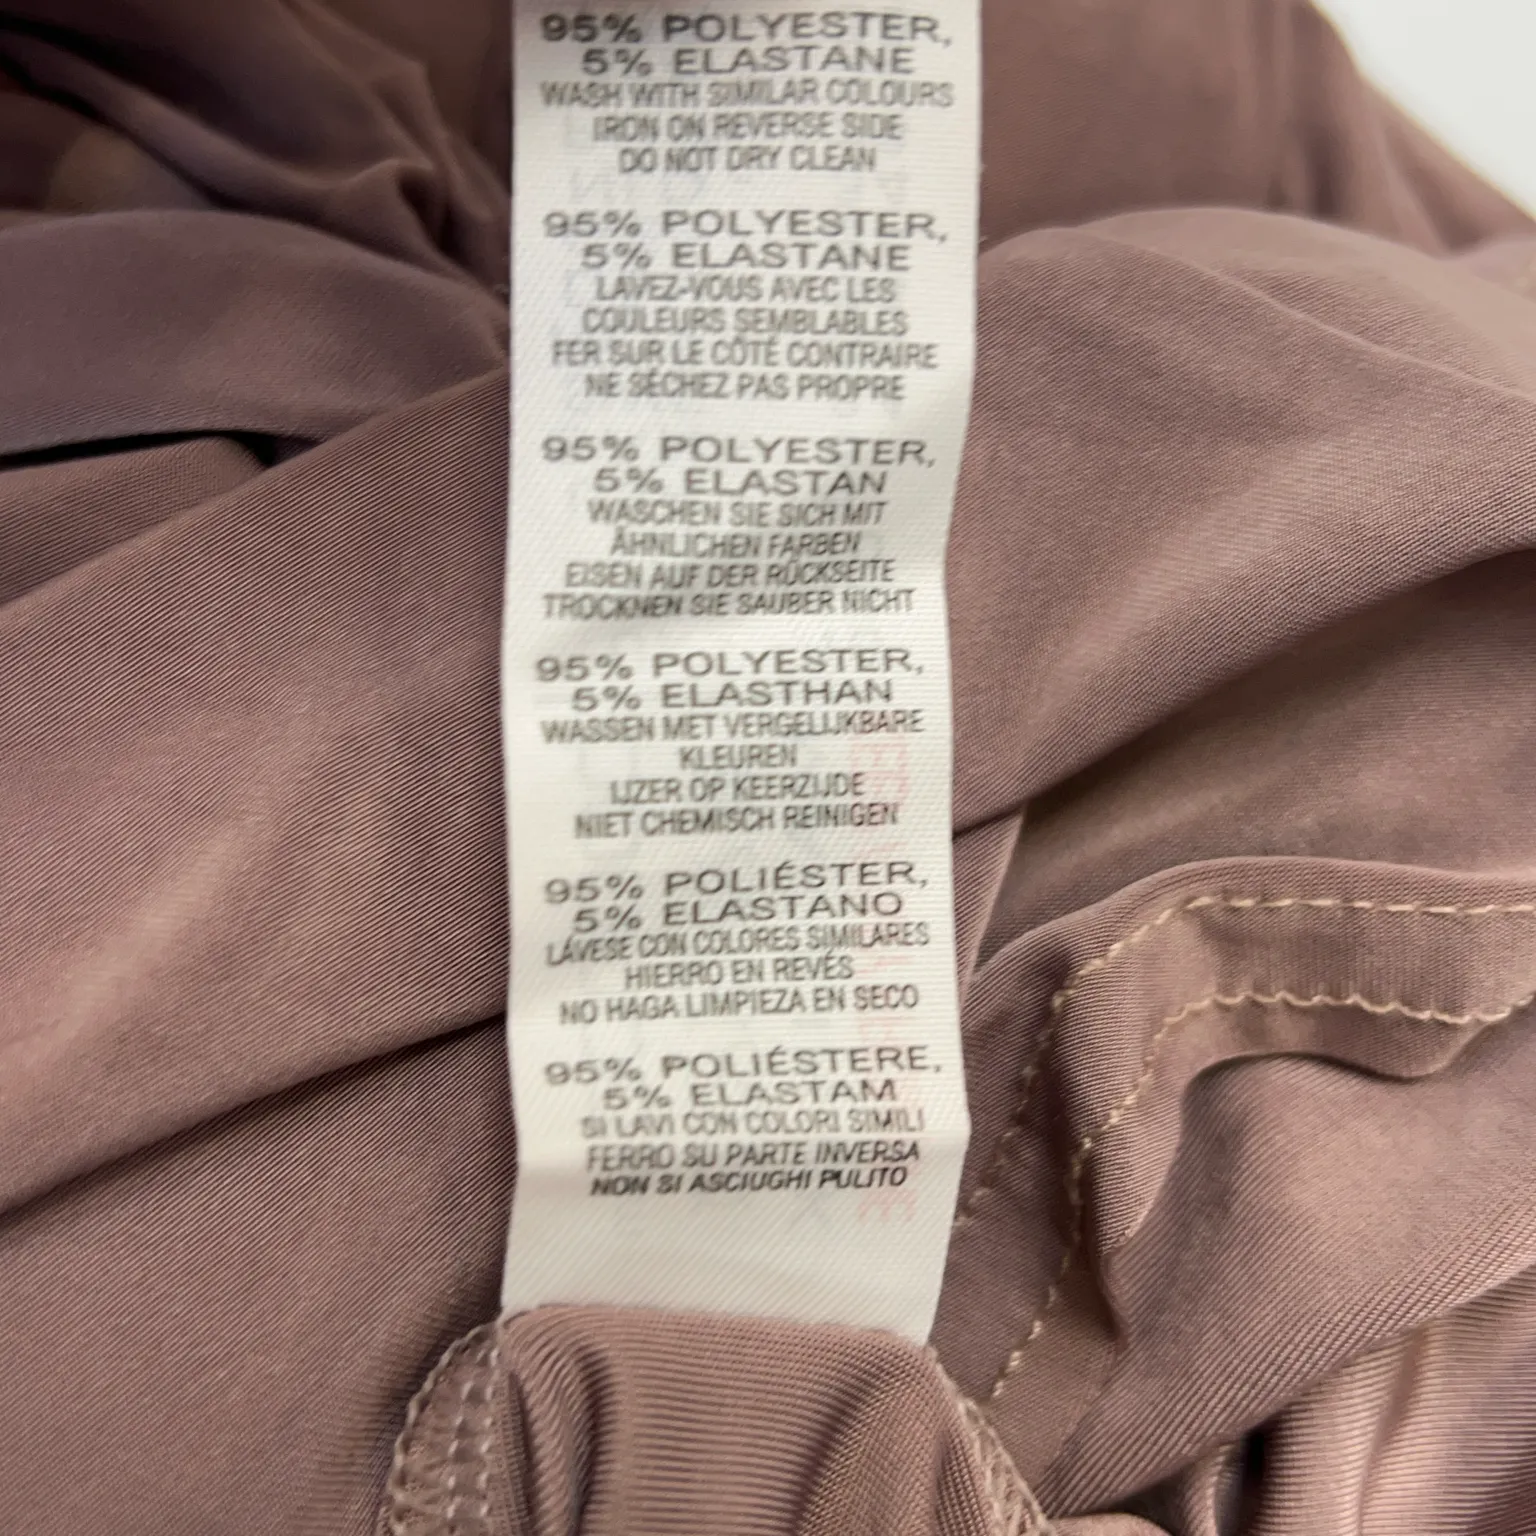 95% POLYESTER,
5% ELASTANE
WASH WITH SIMILAR COLOURS
IRON ON REVERSE SIDE
DO NOT DRY CLEAN
95% POLYESTER,
5% ELASTANE
LAVEZ-VOUS AVEC LES
COULEURS SEMBLABLES
FER SUR LE CÔTÉ CONTRAIRE
NE SÉCHEZ PAS PROPRE
95% POLYESTER,
5% ELASTAN
WASCHEN SIE SICH MIT
ÄHNLICHEN FARBEN
EISEN AUF DER RÜCKSEITE
TROCKNEN SIE SAUBER NICHT
95% POLYESTER,
5% ELASTHAN
WASSEN MET VERGELIJKBARE
KLEUREN
IJZER OP KEERZIJDE
NIET CHEMISCH REINIGEN
95% POLIÉSTER,
5% ELASTANO
LÁVESE CON COLORES SIMILARES
HIERRO EN REVÉS
NO HAGA LIMPIEZA EN SECO
95% POLIÉSTERE,
5% ELASTAM
SI LAVI CON COLORI SIMILI
FERRO SU PARTE INVERSA
NON SI ASCIUGHI PULITO